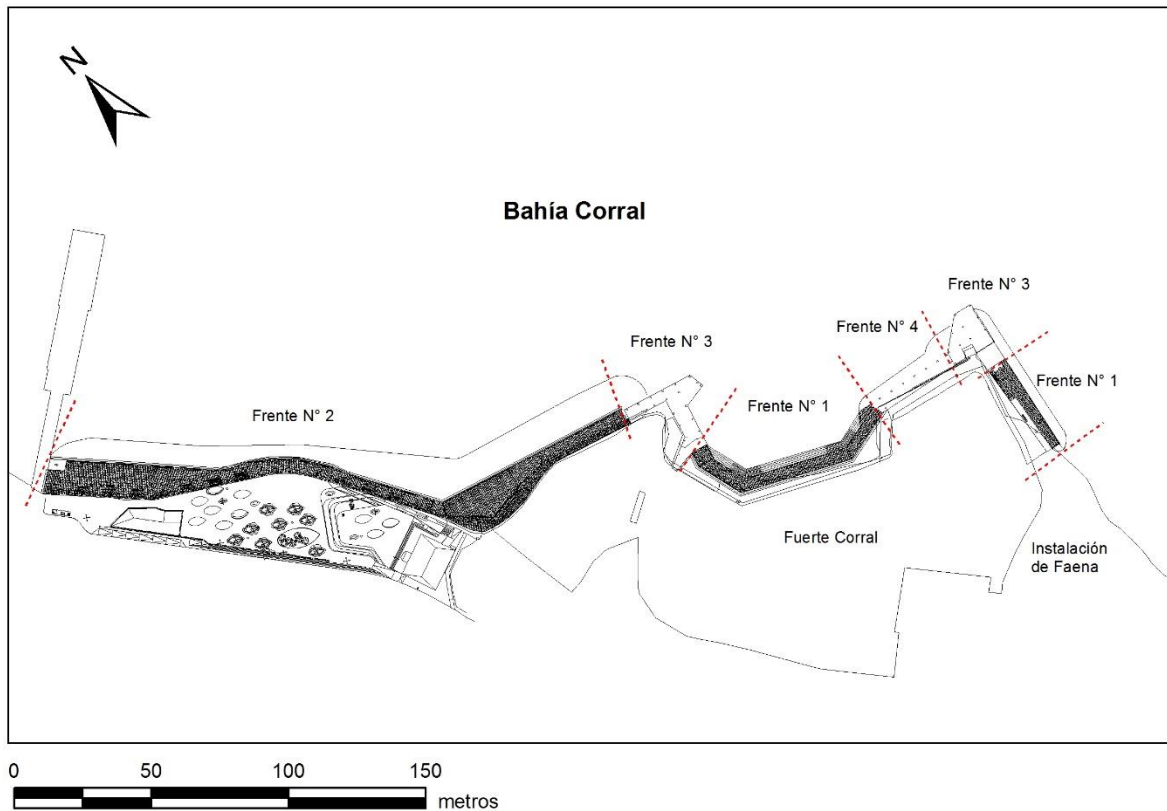 N
Bahía Corral
Frente N° 3
Frente N° 4
Frente N° 3
Frente N° 1
Frente N° 1
Frente N° 2
Fuerte Corral
Instalación
de Faena
0 50 100 150
metros